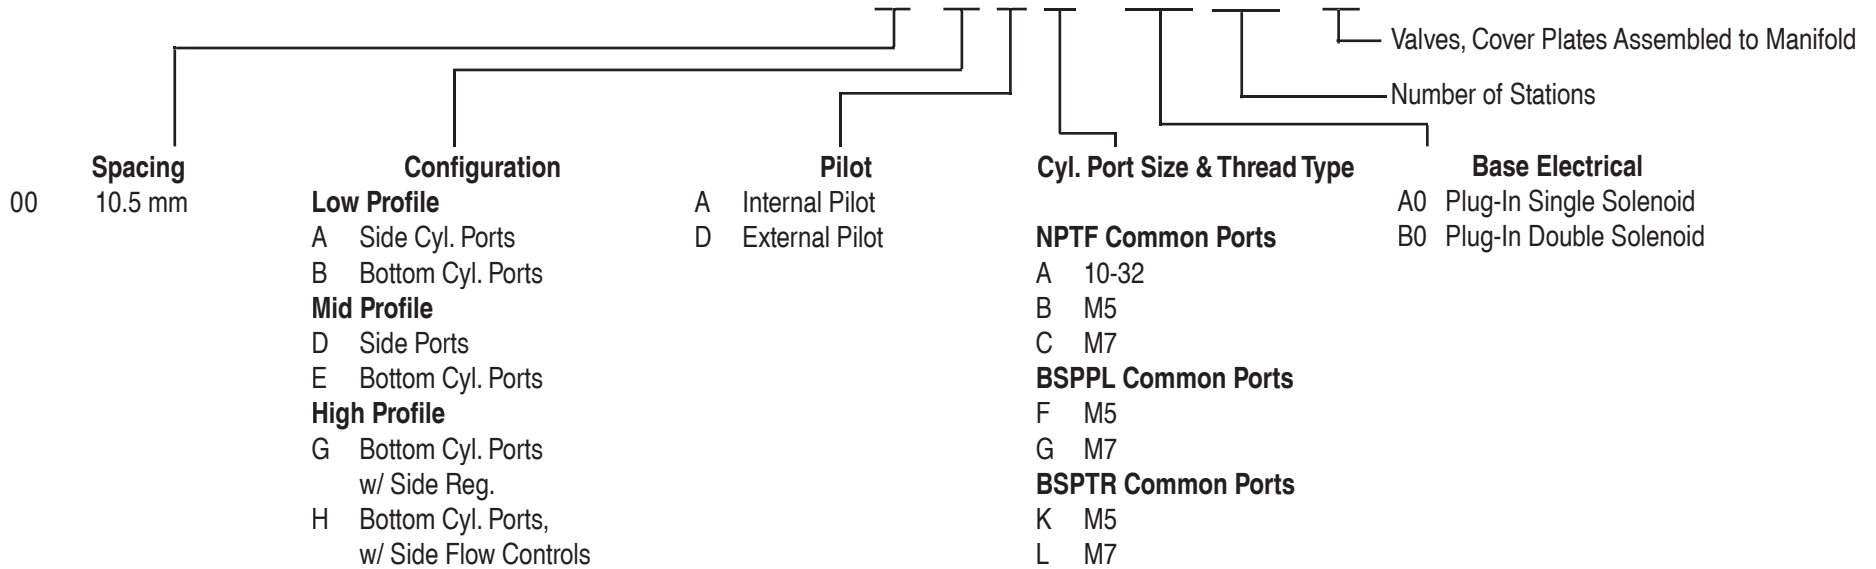 Valves, Cover Plates Assembled to Manifold
Number of Stations
Spacing
00 10.5 mm
Configuration
Low Profile
A Side Cyl. Ports
B Bottom Cyl. Ports
Mid Profile
D Side Ports
E Bottom Cyl. Ports
High Profile
G Bottom Cyl. Ports
w/ Side Reg.
H Bottom Cyl. Ports,
w/ Side Flow Controls
Pilot
A Internal Pilot
D External Pilot
Cyl. Port Size & Thread Type
NPTF Common Ports
A 10-32
B M5
C M7
BSPPL Common Ports
F M5
G M7
BSPTR Common Ports
K M5
L M7
Base Electrical
A0 Plug-In Single Solenoid
B0 Plug-In Double Solenoid